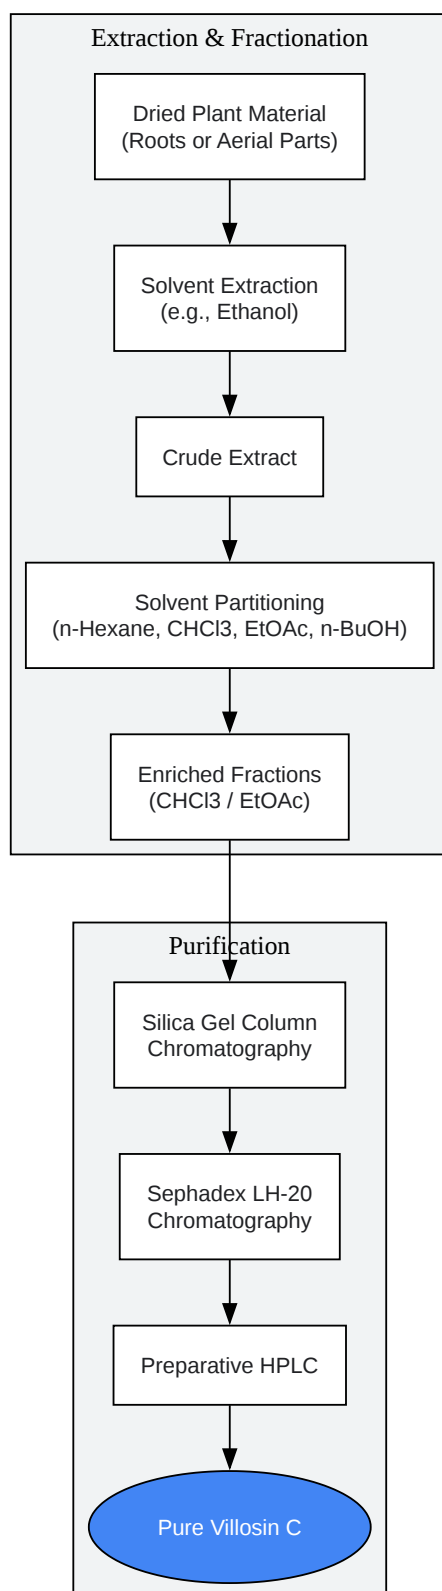 Extraction & Fractionation
Dried Plant Material
(Roots or Aerial Parts)
Solvent Extraction
(e.g., Ethanol)
Crude Extract
Solvent Partitioning
(n-Hexane, CHCl3, EtOAc, n-BuOH)
Enriched Fractions
(CHCl3 / EtOAc)
Purification
Silica Gel Column
Chromatography
Sephadex LH-20
Chromatography
Preparative HPLC
Pure Villosin C